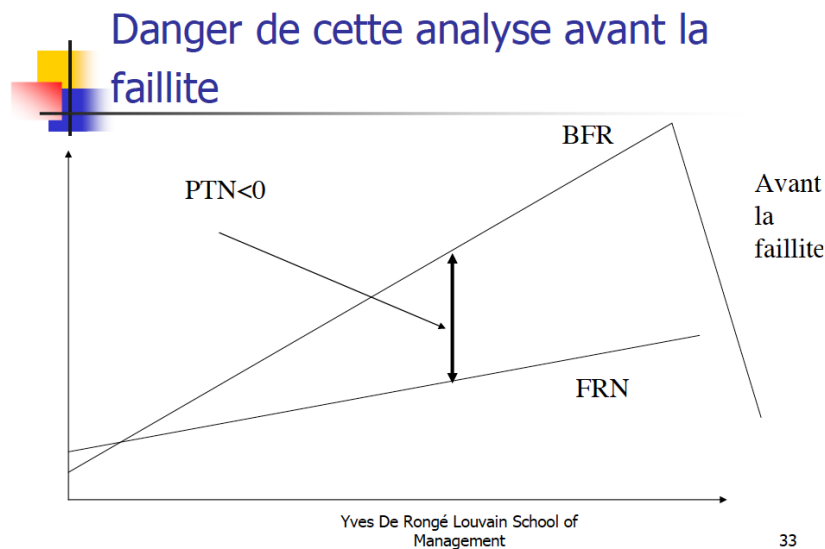 Danger de cette analyse avant la
faillite
BFR
PTN<0
Avant
la
faillite
FRN
Yves De Rongé Louvain School of
Management
33